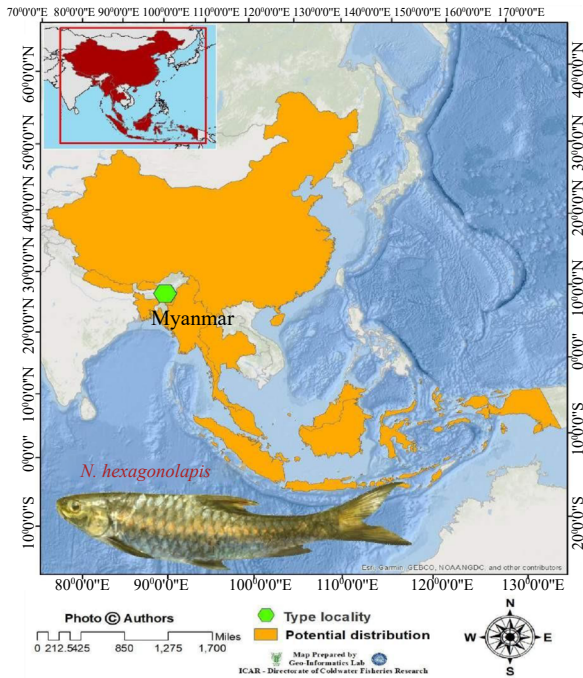 70°0'0"E 80°0'0"E 90°0'0"E 100°0'0"E 110°0'0"E 120°0'0"E 130°0'0"E 140°0'0"E 150°0'0"E 160°0'0"E 170°0'0"E
60°0'0"N
50°0'0"N
40°0'0"N
30°0'0"N
20°0'0"N
10°0'0"N
0°0'0"
10°0'0"S
40°0'0"N
30°0'0"N
20°0'0"N
10°0'0"N
0°0'0"
10°0'0"S
20°0'0"S
Myanmar
N. hexagonolapis
Esri, Garmin, GEBCO, NOAA NGDC, and other contributors
80°0'0"E 90°0'0"E 100°0'0"E 110°0'0"E 120°0'0"E 130°0'0"E
Photo © Authors
Miles
0 212.5425 850 1,275 1,700
Type locality
Potential distribution
Map Prepared by
Geo-Informatics Lab
ICAR - Directorate of Coldwater Fisheries Research
N
W E
S